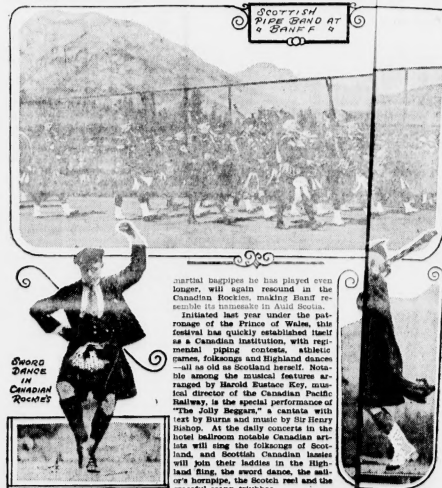 SCOTTISH
PIPE BAND AT
BANFF
martial bagpipes he has played even
longer, will again resound in the
Canadian Rockies, making Banff re-
semble its namesake in Auld Scotia.
Initiated last year under the pat-
ronage of the Prince of Wales, this
festival has quickly established itself
as a Canadian institution, with regi-
mental piping contests, athletic
games, folksongs and Highland dances
—all as old as Scotland herself. Nota-
ble among the musical features ar-
ranged by Harold Eustace Key, mus-
ical director of the Canadian Pacific
Railway, is the special performance of
"The Jolly Beggars," a cantata with
text by Burns and music by Sir Henry
Bishop. At the daily concerts in the
hotel ballroom notable Canadian art-
ists will sing the folksongs of Scot-
land, and Scottish Canadian lassies
will join their laddies in the High-
land fling, the sword dance, the sail-
or's hornpipe, the Scotch reel and the
SWORD
DANCE
IN
CANADIAN
ROCKIES